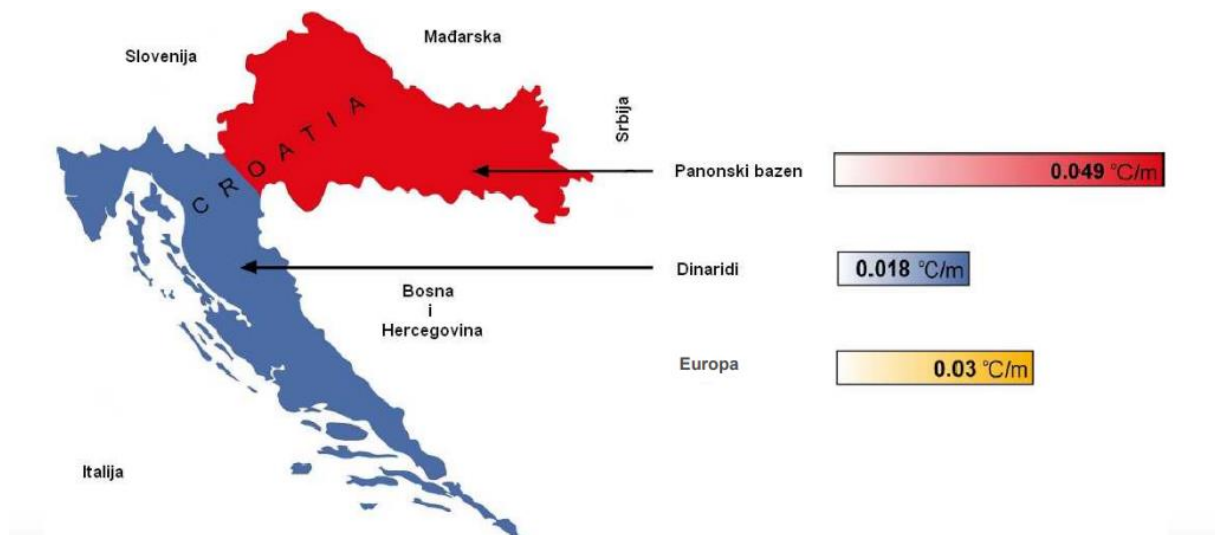 Mađarska
Slovenija
Srbija
CROATIA
Panonski bazen
0.049 °C/m
Dinaridi
0.018 °C/m
Bosna
i
Hercegovina
Europa
0.03 °C/m
Italija